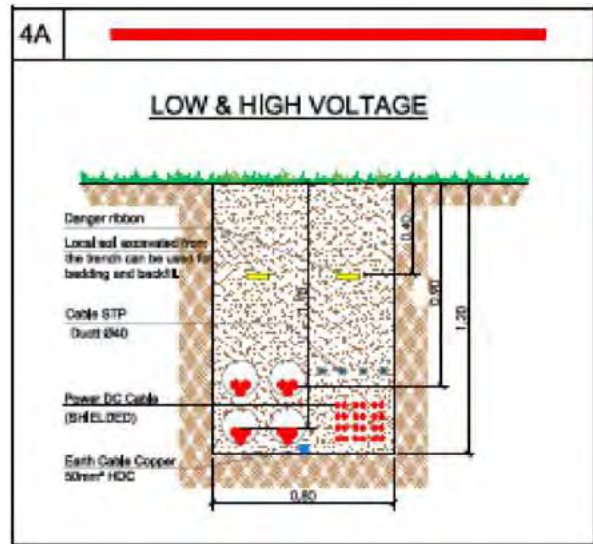 4A
LOW & HIGH VOLTAGE
Danger ribbon
Local soil excavated from
the trench can be used for
bedding and backfill.
Cable STP
Duct Ø40
Power DC Cable
(SHIELDED)
Earth Cable Copper
50mm² HDC
0,40
0,90
1,20
0,80